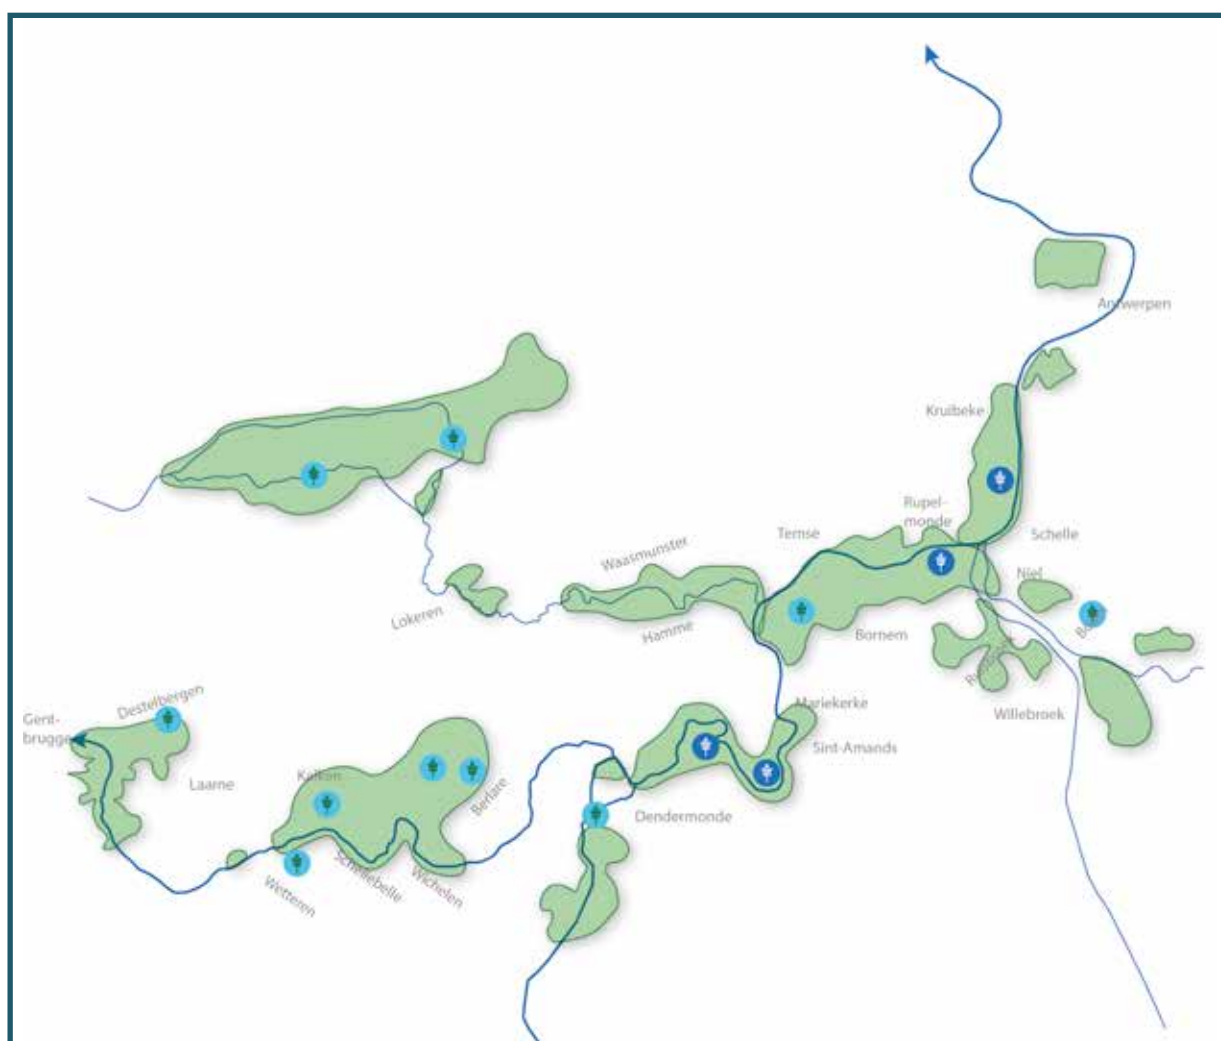 Antwerpen
Kruibeke
Rupel-
monde
Schelle
Temse
Niel
Waasmunster
Lokeren
Hamme
Bornem
Willebroek
Mariekerke
Sint-Amands
Gent-
brugge
Destelbergen
Laarne
Kalken
Berlare
Dendermonde
Wetteren
Schellebelle
Wichelen